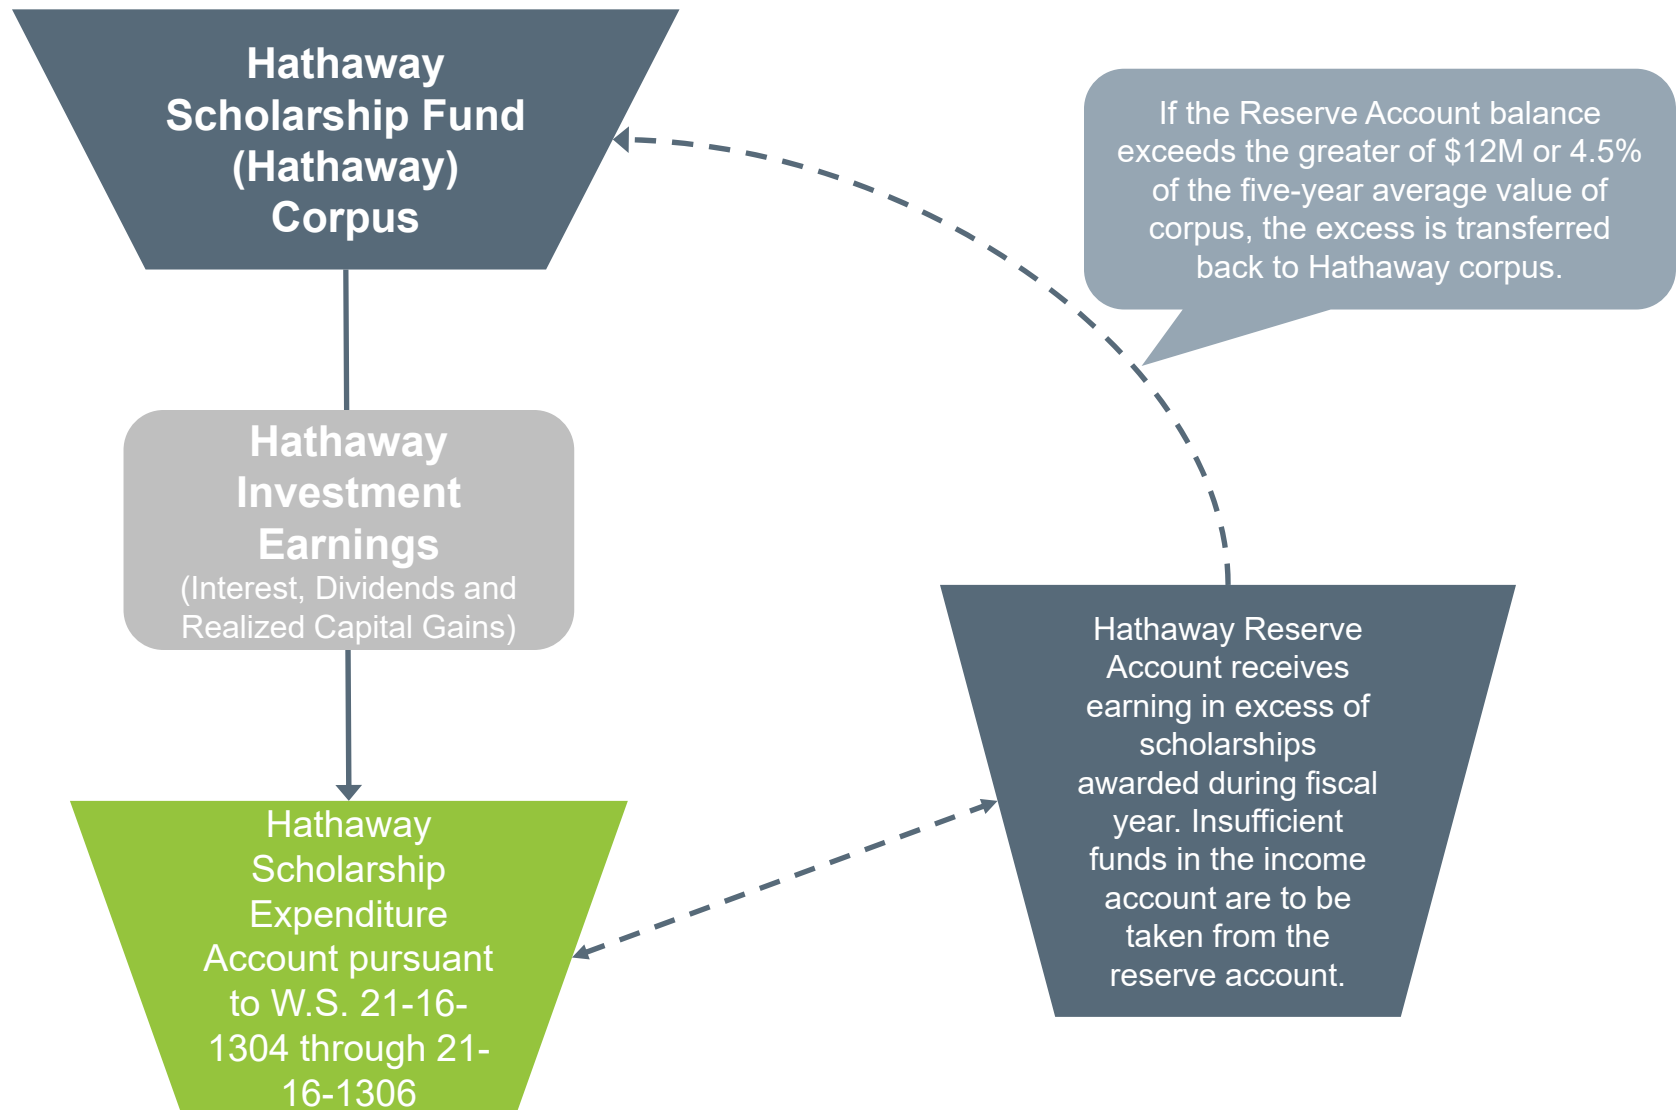 Hathaway
Scholarship Fund
(Hathaway)
Corpus
If the Reserve Account balance
exceeds the greater of $12M or 4.5%
of the five-year average value of
corpus, the excess is transferred
back to Hathaway corpus.
Hathaway
Investment
Earnings
(Interest, Dividends and
Realized Capital Gains)
Hathaway Reserve
Account receives
earning in excess of
scholarships
awarded during fiscal
year. Insufficient
funds in the income
account are to be
taken from the
reserve account.
Hathaway
Scholarship
Expenditure
Account pursuant
to W.S. 21-16-
1304 through 21-
16-1306